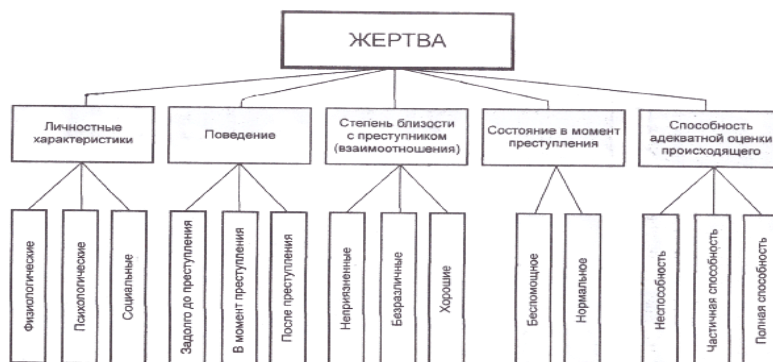 ЖЕРТВА
Личностные
характеристики
Поведение
Степень близости
с преступником
(взаимоотношения)
Состояние в момент
преступления
Способность
адекватной оценки
происходящего
Физиологические
Психологические
Социальные
Задолго до преступления
В момент преступления
После преступления
Неприязненные
Безразличные
Хорошие
Беспомощное
Нормальное
Неспособность
Частичная способность
Полная способность